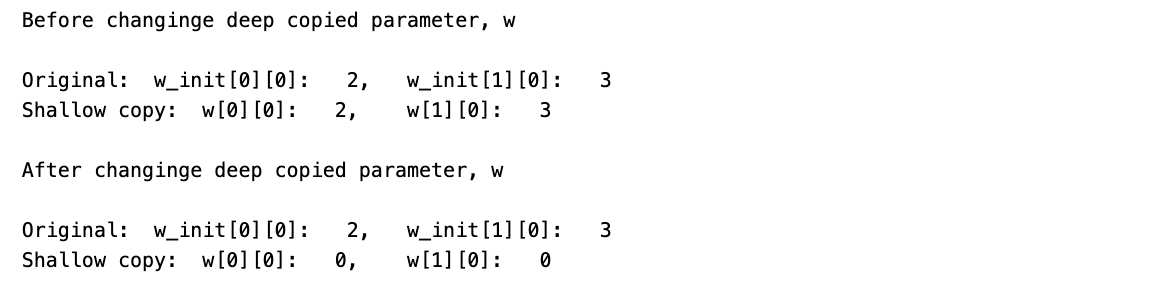 Before changinge deep copied parameter, w
Original:  w_init[0][0]:   2,   w_init[1][0]:   3
Shallow copy:  w[0][0]:   2,    w[1][0]:   3
After changinge deep copied parameter, w
Original:  w_init[0][0]:   2,   w_init[1][0]:   3
Shallow copy:  w[0][0]:   0,    w[1][0]:   0